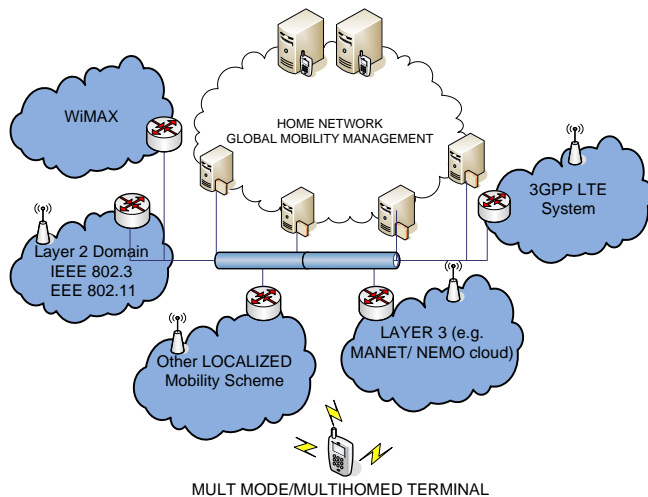 HOME NETWORK
GLOBAL MOBILITY MANAGEMENT
WiMAX
3GPP LTE
System
Layer 2 Domain
IEEE 802.3
EEE 802.11
LAYER 3 (e.g.
MANET/ NEMO cloud)
Other LOCALIZED
Mobility Scheme
MULT MODE/MULTIHOMED TERMINAL